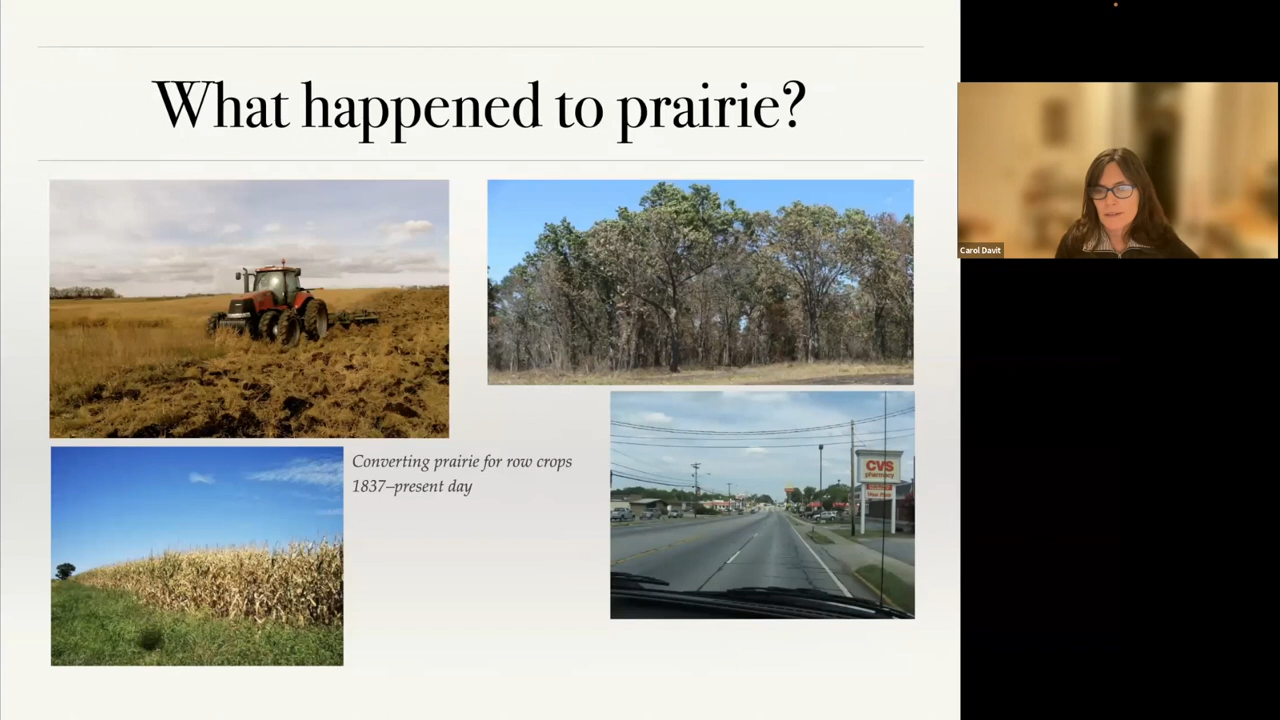 What happened to prairie?
Converting prairie for row crops
1837–present day
CVS
pharmacy
Carol Davit